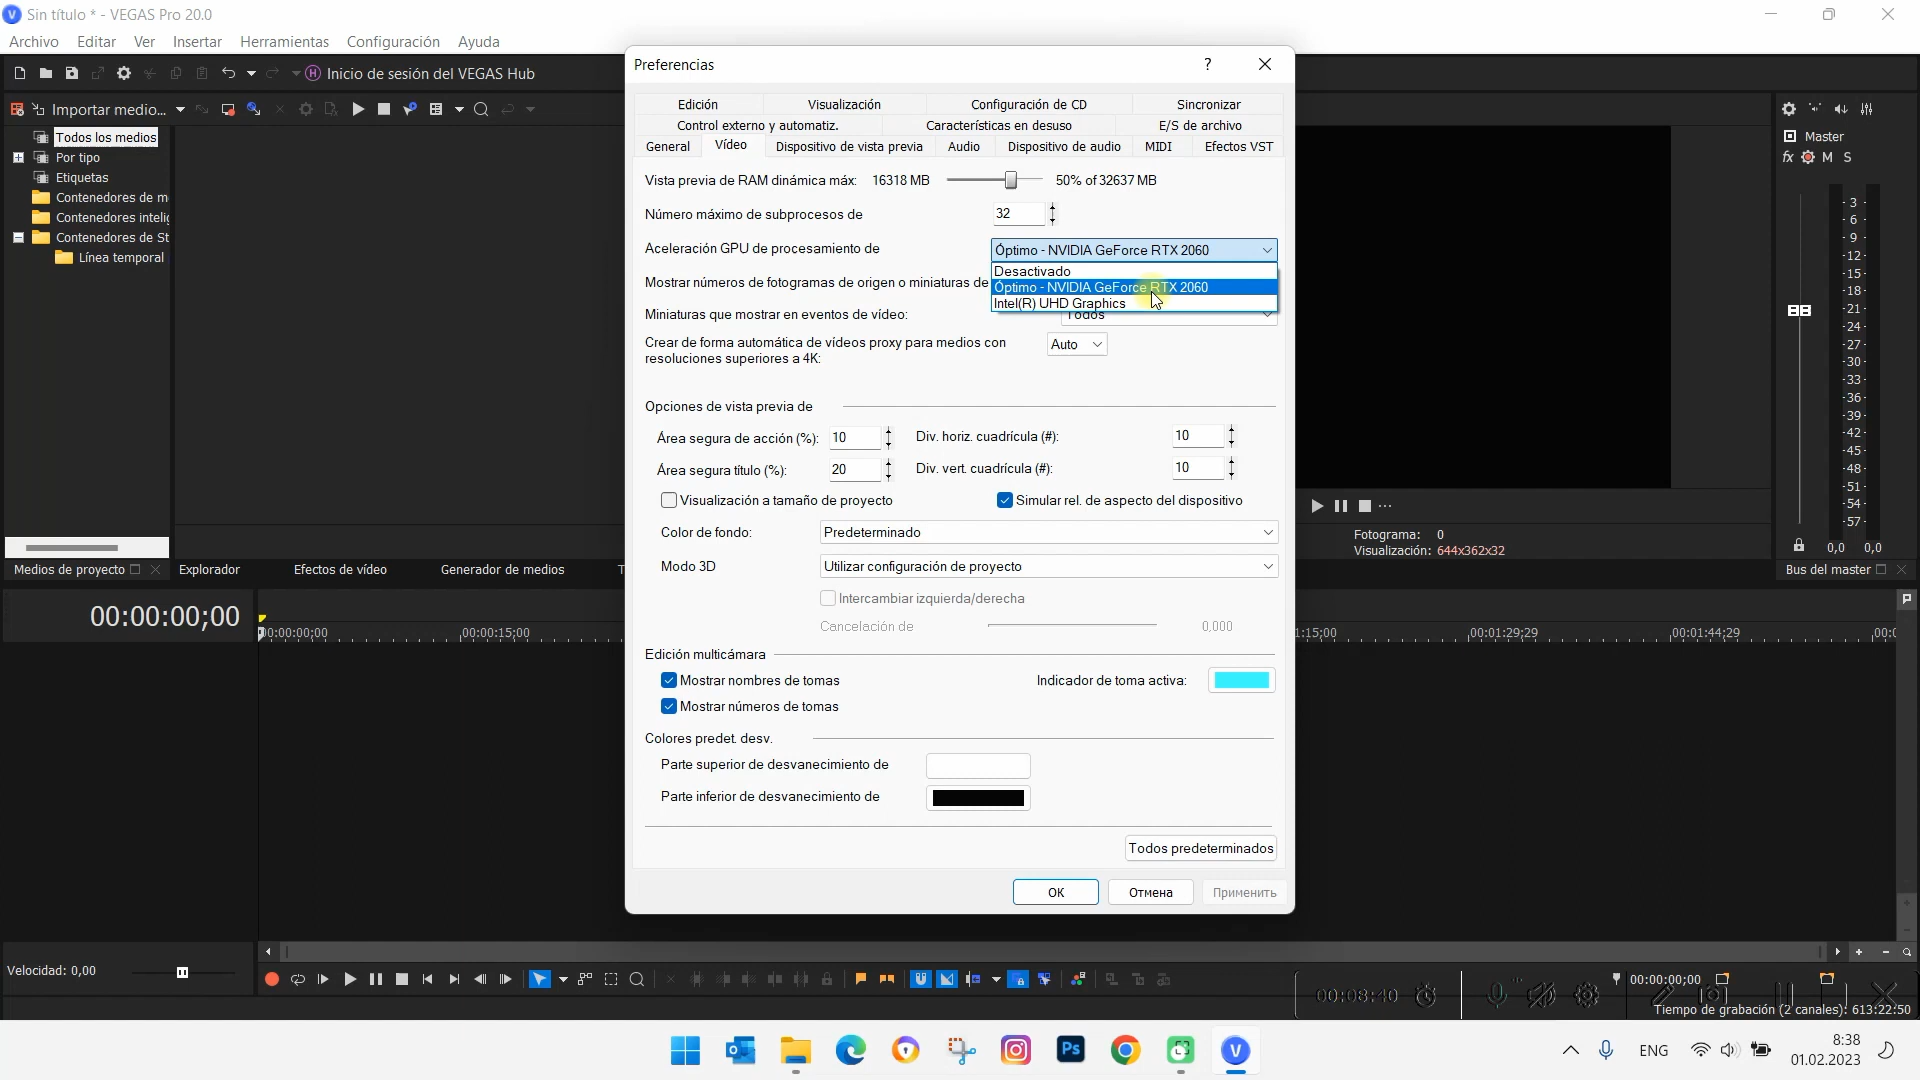 Sin título * - VEGAS Pro 20.0
Archivo Editar Ver Insertar Herramientas Configuración Ayuda
Inicio de sesión del VEGAS Hub
Importar medio...
Todos los medios
Por tipo
Etiquetas
Contenedores de m
Contenedores intelig
Contenedores de St
Línea temporal
Preferencias
?
Edición Visualización Configuración de CD Sincronizar
Control externo y automatiz. Características en desuso E/S de archivo
General Vídeo Dispositivo de vista previa Audio Dispositivo de audio MIDI Efectos VST
Vista previa de RAM dinámica máx: 16318 MB 50% of 32637 MB
Número máximo de subprocesos de 32
Aceleración GPU de procesamiento de Óptimo - NVIDIA GeForce RTX 2060
Desactivado
Óptimo - NVIDIA GeForce RTX 2060
Intel(R) UHD Graphics
Mostrar números de fotogramas de origen o miniaturas de
Miniaturas que mostrar en eventos de vídeo: Todos
Crear de forma automática de vídeos proxy para medios con Auto
resoluciones superiores a 4K:
Opciones de vista previa de
Área segura de acción (%): 10 Div. horiz. cuadrícula (#): 10
Área segura título (%): 20 Div. vert. cuadrícula (#): 10
Visualización a tamaño de proyecto Simular rel. de aspecto del dispositivo
Color de fondo: Predeterminado
Modo 3D Utilizar configuración de proyecto
Intercambiar izquierda/derecha
Cancelación de 0,000
Edición multicámara
Mostrar nombres de tomas Indicador de toma activa:
Mostrar números de tomas
Colores predet. desv.
Parte superior de desvanecimiento de
Parte inferior de desvanecimiento de
Todos predeterminados
OK Отмена Применить
Master
fx M S
- 3 -
- 6 -
- 9 -
-12-
-15-
-18-
-21-
-24-
-27-
-30-
-33-
-36-
-39-
-42-
-45-
-48-
-51-
-54-
-57-
0,0 0,0
Fotograma: 0
Visualización: 644x362x32
Medios de proyecto Explorador Efectos de vídeo Generador de medios T
Bus del master
00:00:00;00
00:00:00;00 00:00:15;00 1:15;00 00:01:29;29 00:01:44;29 00:0
Velocidad: 0,00
00:00:00;00
00:08:40
Tiempo de grabación (2 canales): 613:22:50
Ps
ENG
8:38
01.02.2023